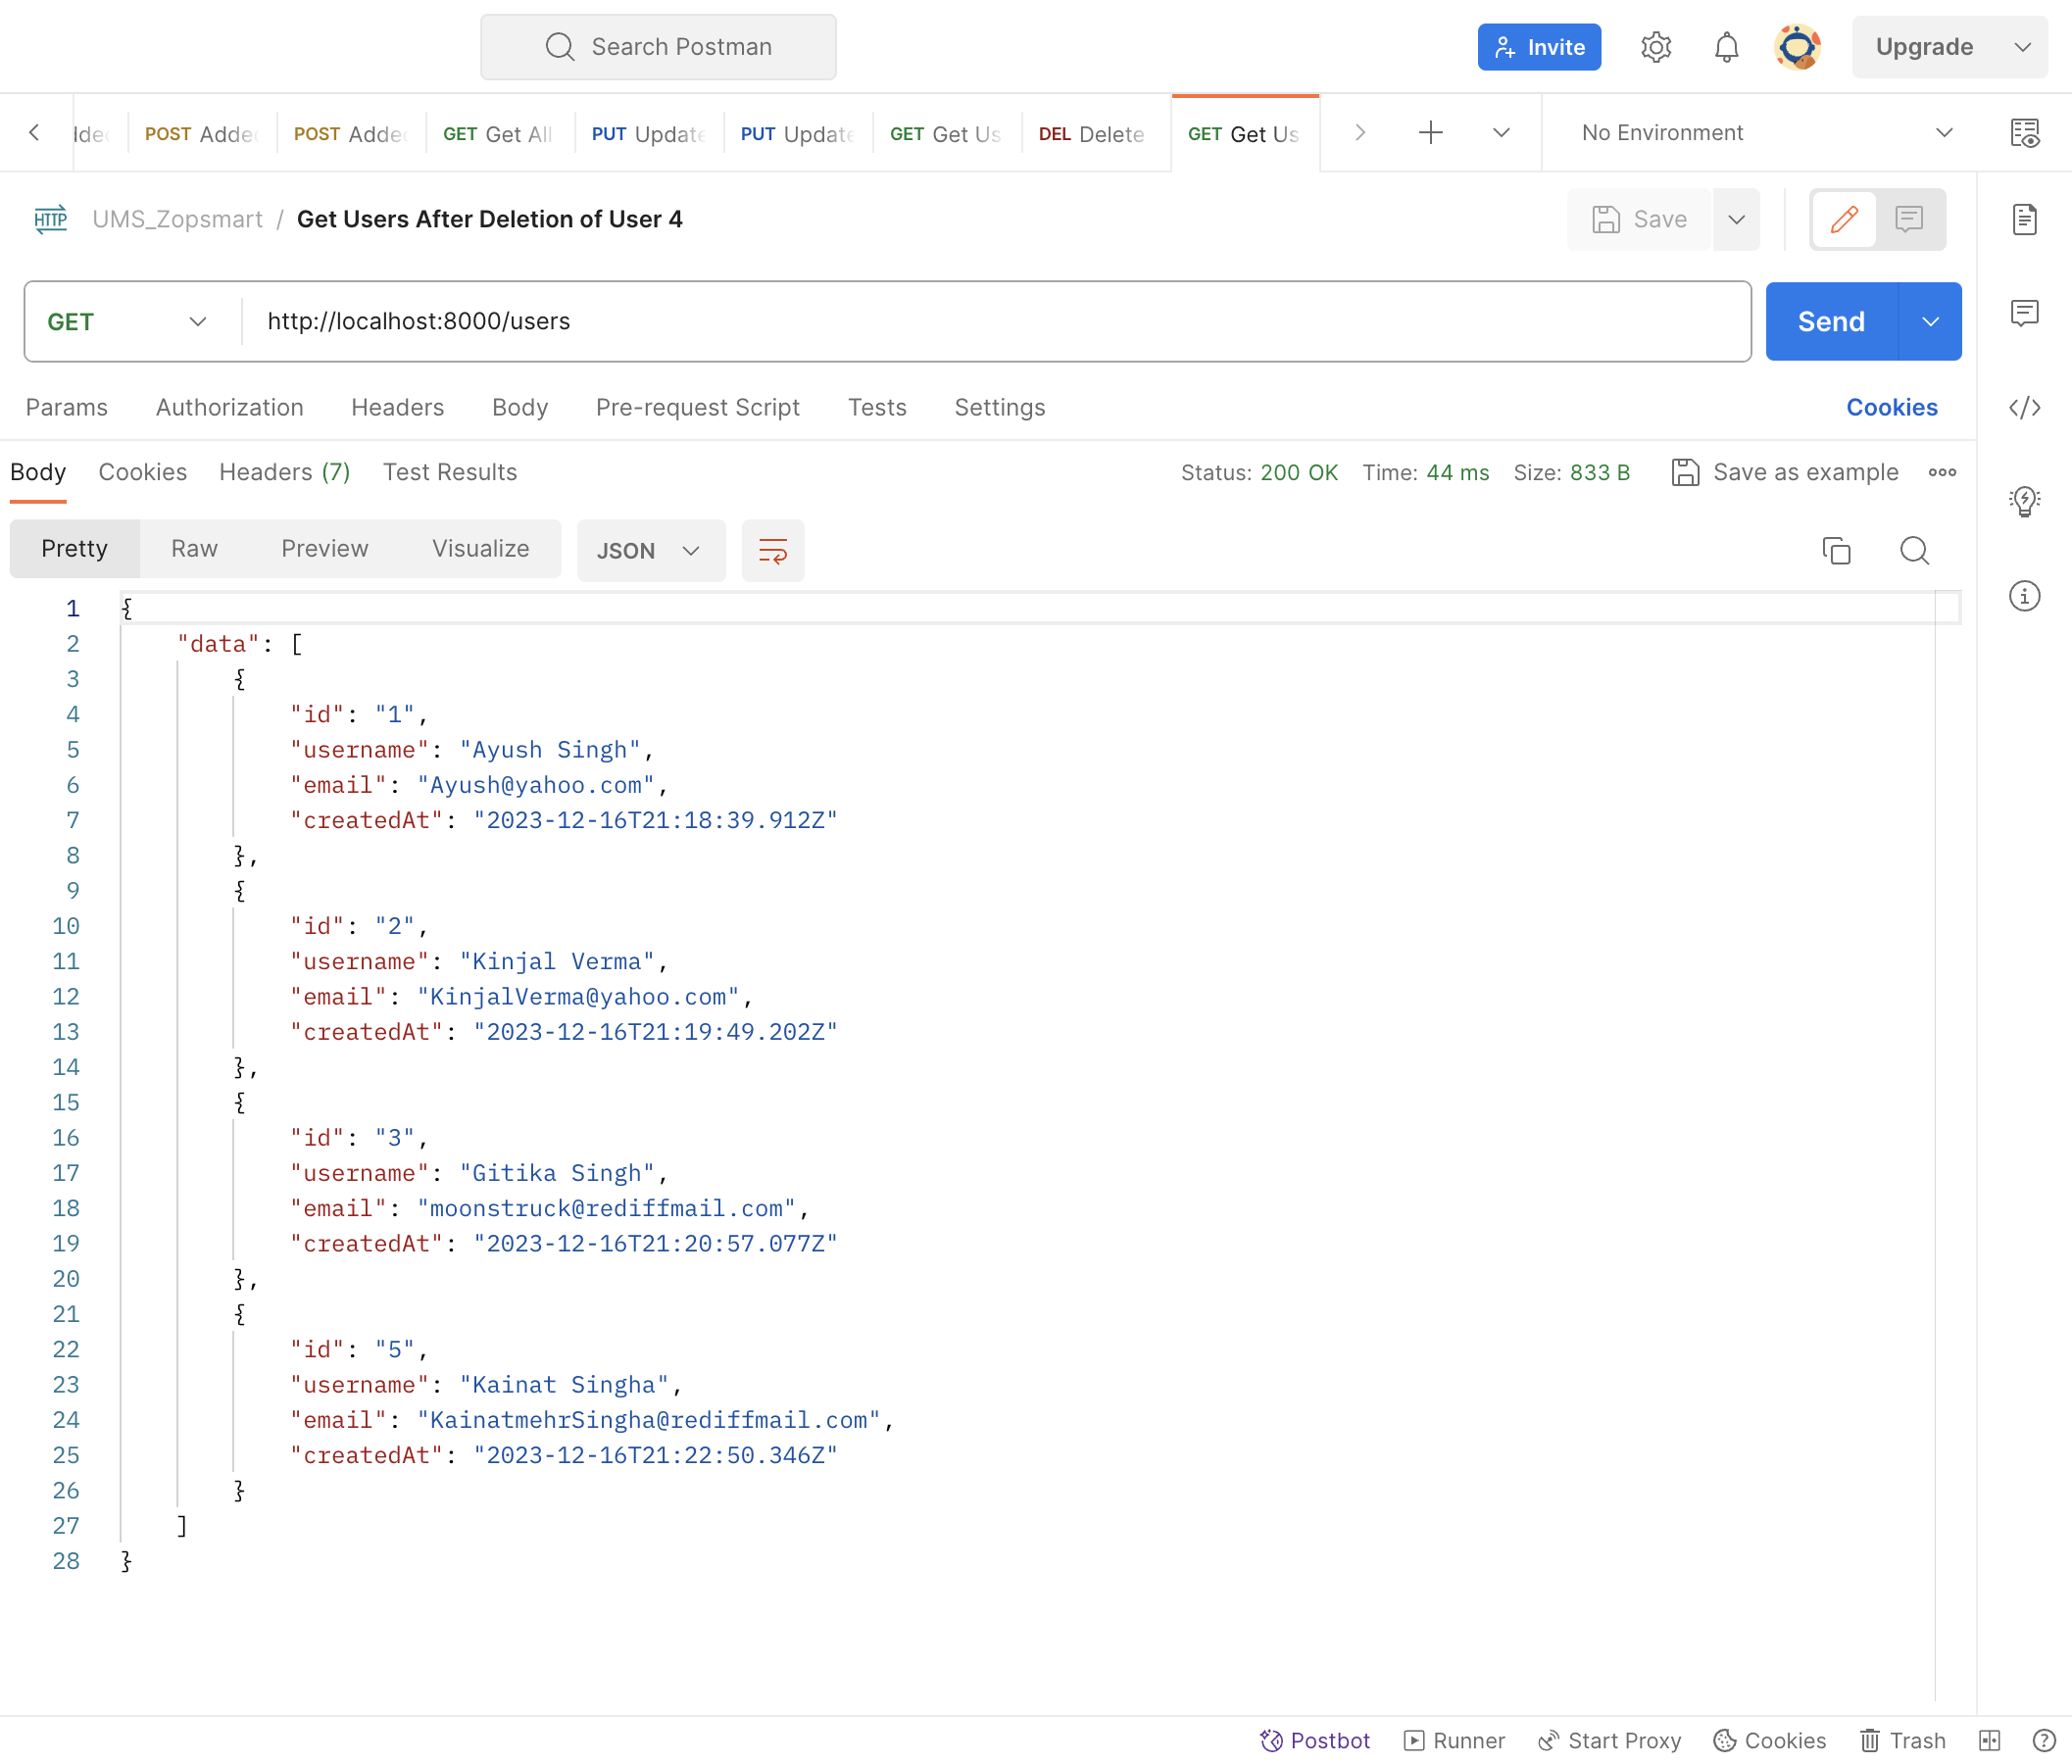 Search Postman
Invite
Upgrade
POST Added
POST Added
GET Get All
PUT Update
PUT Update
GET Get Us
DEL Delete
GET Get Us
No Environment
HTTP UMS_Zopsmart / Get Users After Deletion of User 4
Save
GET http://localhost:8000/users
Send
Params Authorization Headers Body Pre-request Script Tests Settings Cookies
Body Cookies Headers (7) Test Results Status: 200 OK Time: 44 ms Size: 833 B Save as example
Pretty Raw Preview Visualize JSON
1 {
2 "data": [
3 {
4 "id": "1",
5 "username": "Ayush Singh",
6 "email": "Ayush@yahoo.com",
7 "createdAt": "2023-12-16T21:18:39.912Z"
8 },
9 {
10 "id": "2",
11 "username": "Kinjal Verma",
12 "email": "KinjalVerma@yahoo.com",
13 "createdAt": "2023-12-16T21:19:49.202Z"
14 },
15 {
16 "id": "3",
17 "username": "Gitika Singh",
18 "email": "moonstruck@rediffmail.com",
19 "createdAt": "2023-12-16T21:20:57.077Z"
20 },
21 {
22 "id": "5",
23 "username": "Kainat Singha",
24 "email": "KainatmehrSingha@rediffmail.com",
25 "createdAt": "2023-12-16T21:22:50.346Z"
26 }
27 ]
28 }
Postbot Runner Start Proxy Cookies Trash